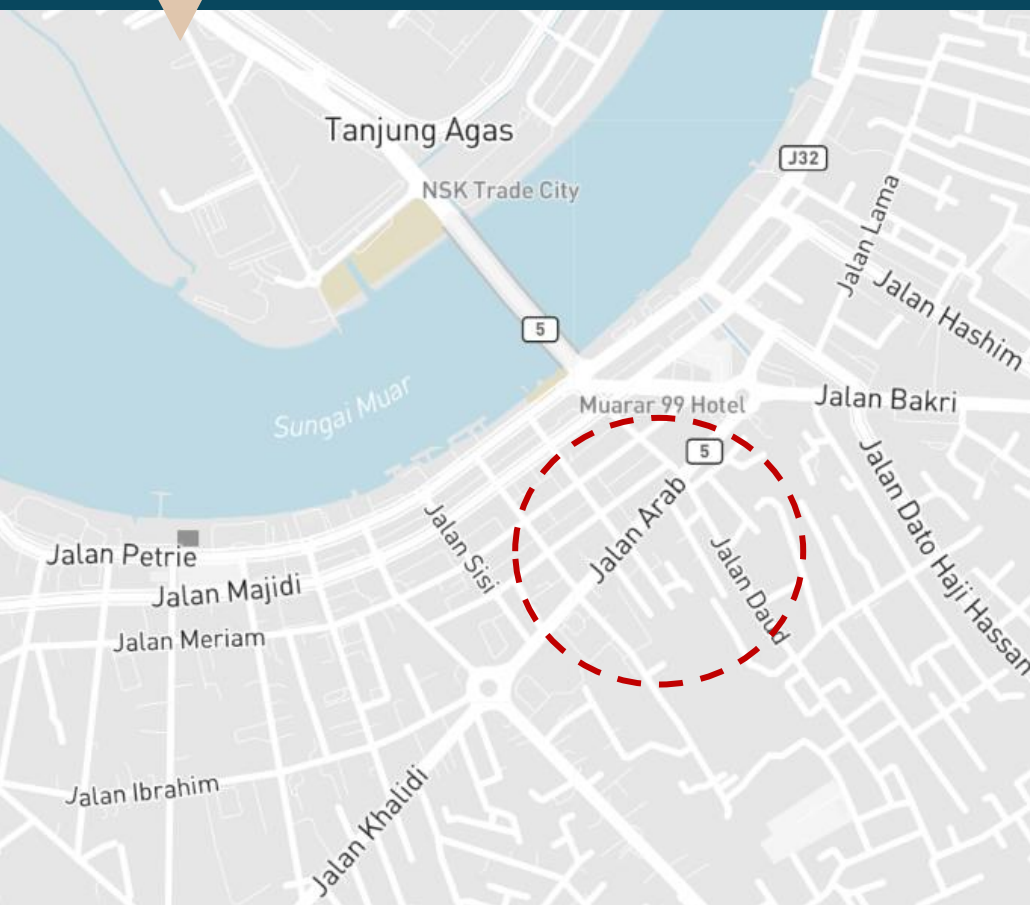 Tanjung Agas
J32
NSK Trade City
Jalan Lama
Jalan Hashim
5
Sungai Muar
Muarar 99 Hotel
Jalan Bakri
5
Jalan Arab
Jalan Dato Haji Hassan
Jalan Sisi
Jalan Daud
Jalan Petrie
Jalan Majidi
Jalan Meriam
Jalan Ibrahim
Jalan Khalidi